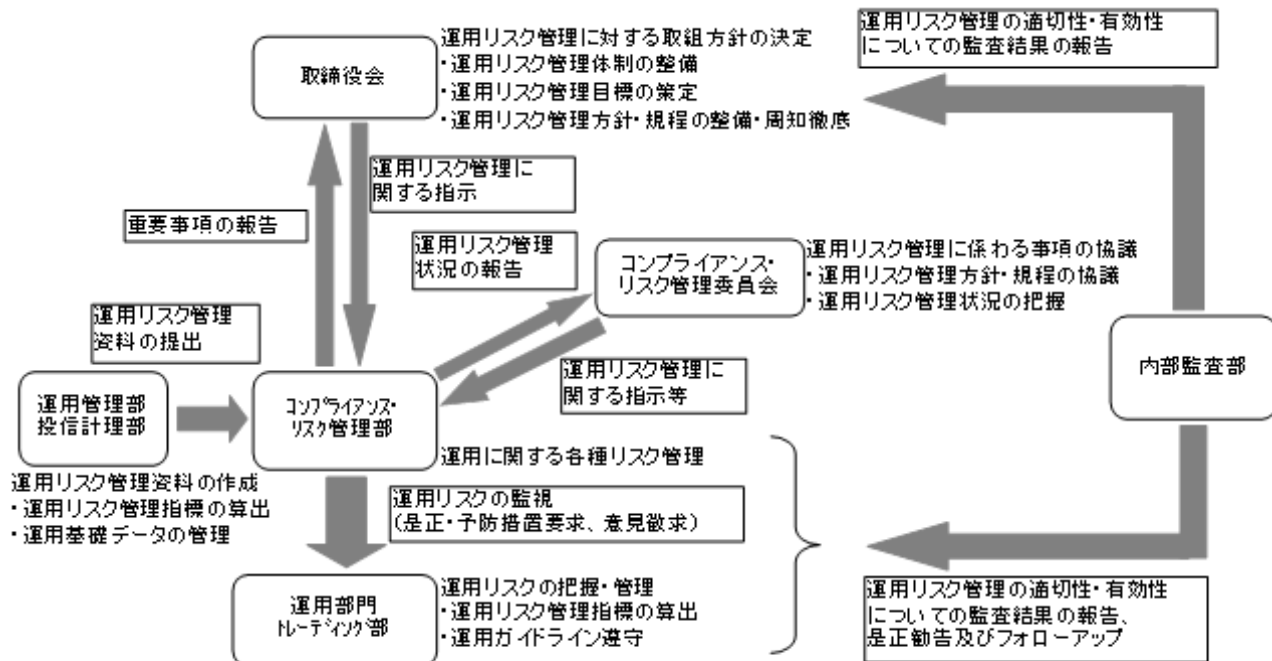 取締役会
運用リスク管理に対する取組方針の決定
・運用リスク管理体制の整備
・運用リスク管理目標の策定
・運用リスク管理方針・規程の整備・周知徹底
運用リスク管理の適切性・有効性
についての監査結果の報告
運用リスク管理に
関する指示
重要事項の報告
運用リスク管理
状況の報告
コンプライアンス・
リスク管理委員会
運用リスク管理に係わる事項の協議
・運用リスク管理方針・規程の協議
・運用リスク管理状況の把握
運用リスク管理
資料の提出
内部監査部
運用管理部
投信計理部
コンプライアンス・
リスク管理部
運用リスク管理に
関する指示等
運用に関する各種リスク管理
運用リスク管理資料の作成
・運用リスク管理指標の算出
・運用基礎データの管理
運用リスクの監視
(是正・予防措置要求、意見徴求)
運用部門
トレーディング部
運用リスクの把握・管理
・運用リスク管理指標の算出
・運用ガイドライン遵守
運用リスク管理の適切性・有効性
についての監査結果の報告、
是正勧告及びフォローアップ